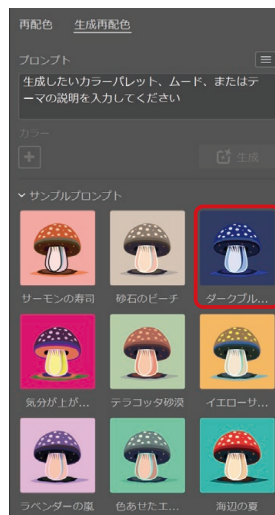 再配色 生成再配色
プロンプト
生成したいカラーパレット、ムード、またはテ
ーマの説明を入力してください
カラー
生成
サンプルプロンプト
サーモンの寿司 砂石のビーチ ダークブル...
気分が上が... テラコッタ砂漠 イエローサ...
ラベンダーの嵐 色あせたエ... 海辺の夏